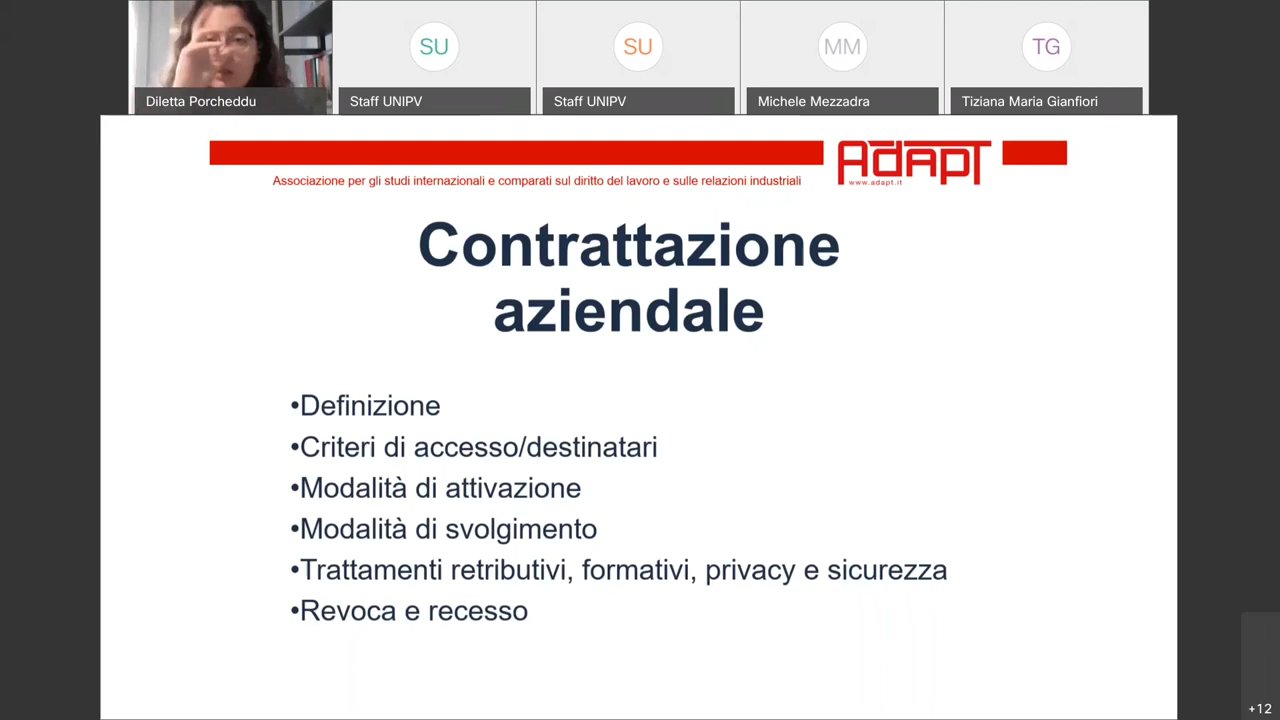 SU
SU
MM
TG
Diletta Porcheddu
Staff UNIPV
Staff UNIPV
Michele Mezzadra
Tiziana Maria Gianfiori
Adapt
www.adapt.it
Associazione per gli studi internazionali e comparati sul diritto del lavoro e sulle relazioni industriali
Contrattazione
aziendale
•Definizione
•Criteri di accesso/destinatari
•Modalità di attivazione
•Modalità di svolgimento
•Trattamenti retributivi, formativi, privacy e sicurezza
•Revoca e recesso
+12